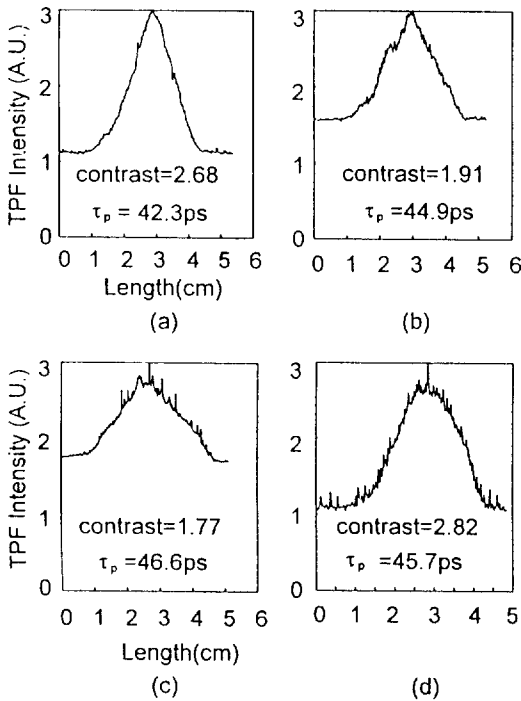 TPF Intensity (A.U.)
3
2
1
0
contrast=2.68
τp = 42.3ps
0 1 2 3 4 5 6
Length(cm)
(a)
3
2
1
0
contrast=1.91
τp =44.9ps
0 1 2 3 4 5 6
(b)
TPF Intensity (A.U.)
3
2
1
0
contrast=1.77
τp =46.6ps
0 1 2 3 4 5 6
Length(cm)
(c)
3
2
1
0
contrast=2.82
τp =45.7ps
0 1 2 3 4 5
(d)